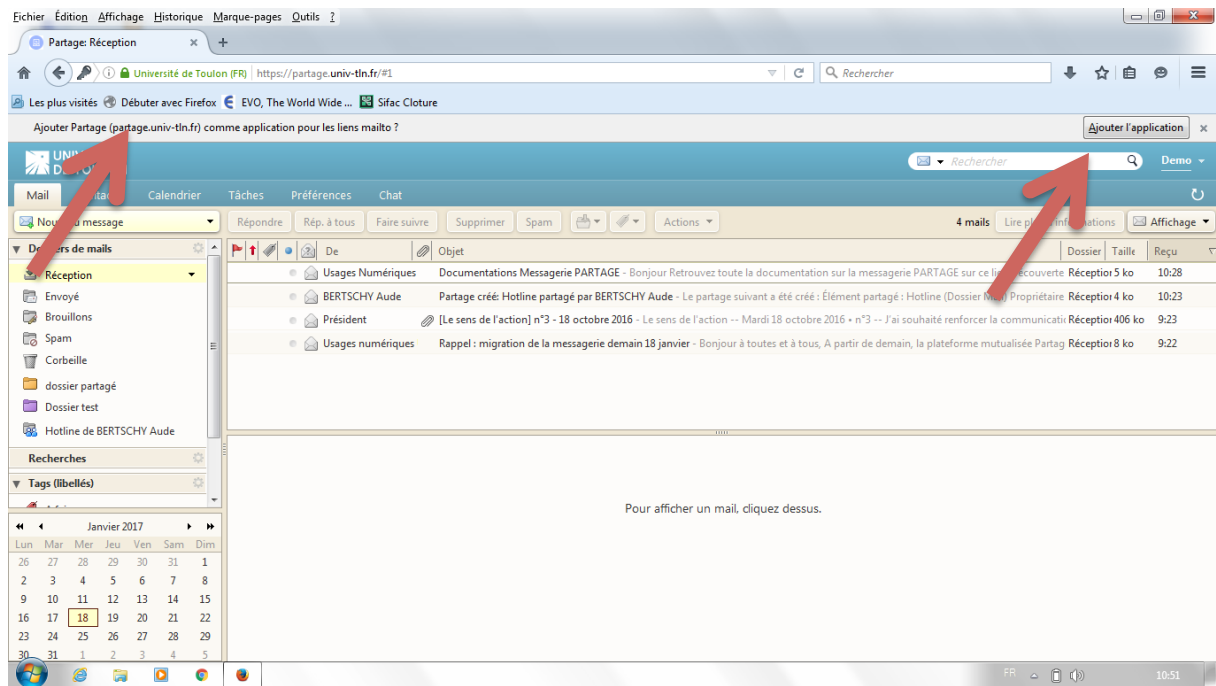 Fichier Édition Affichage Historique Marque-pages Outils ?
Partage: Réception × +
Université de Toulon (FR) https://partage.univ-tln.fr/#1 Rechercher
Les plus visités Débuter avec Firefox EVO, The World Wide ... Sifac Cloture
Ajouter Partage (partage.univ-tln.fr) comme application pour les liens mailto ? Ajouter l'application ×
Rechercher Demo
Mail Calendrier Tâches Préférences Chat
message Répondre Rép. à tous Faire suivre Supprimer Spam Actions 4 mails Lire Affichage
de mails De Objet Dossier Taille Reçu
Réception Usages Numériques Documentations Messagerie PARTAGE - Bonjour Retrouvez toute la documentation sur la messagerie PARTAGE sur ce Réception 5 ko 10:28
Envoyé BERTSCHY Aude Partage créé: Hotline partagé par BERTSCHY Aude - Le partage suivant a été créé : Élément partagé : Hotline (Dossier Propriétaire Réception 4 ko 10:23
Brouillons Président [Le sens de l'action] n°3 - 18 octobre 2016 - Le sens de l'action -- Mardi 18 octobre 2016 • n°3 -- J'ai souhaité renforcer la communicati Réception 406 ko 9:23
Spam Usages numériques Rappel : migration de la messagerie demain 18 janvier - Bonjour à toutes et à tous, A partir de demain, la plateforme mutualisée Partag Réception 8 ko 9:22
Corbeille
dossier partagé
Dossier test
Hotline de BERTSCHY Aude
Recherches
Tags (libellés)
Pour afficher un mail, cliquez dessus.
Janvier 2017
Lun Mar Mer Jeu Ven Sam Dim
26 27 28 29 30 31 1
2 3 4 5 6 7 8
9 10 11 12 13 14 15
16 17 18 19 20 21 22
23 24 25 26 27 28 29
30 31 1 2 3 4 5
FR 10:51